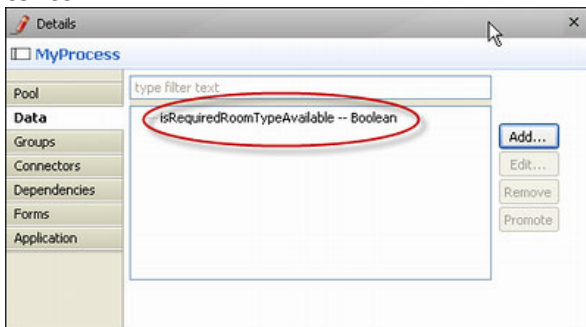 Details
MyProcess
Pool
Data
Groups
Connectors
Dependencies
Forms
Application
type filter text
isRequiredRoomTypeAvailable -- Boolean
Add...
Edit...
Remove
Promote